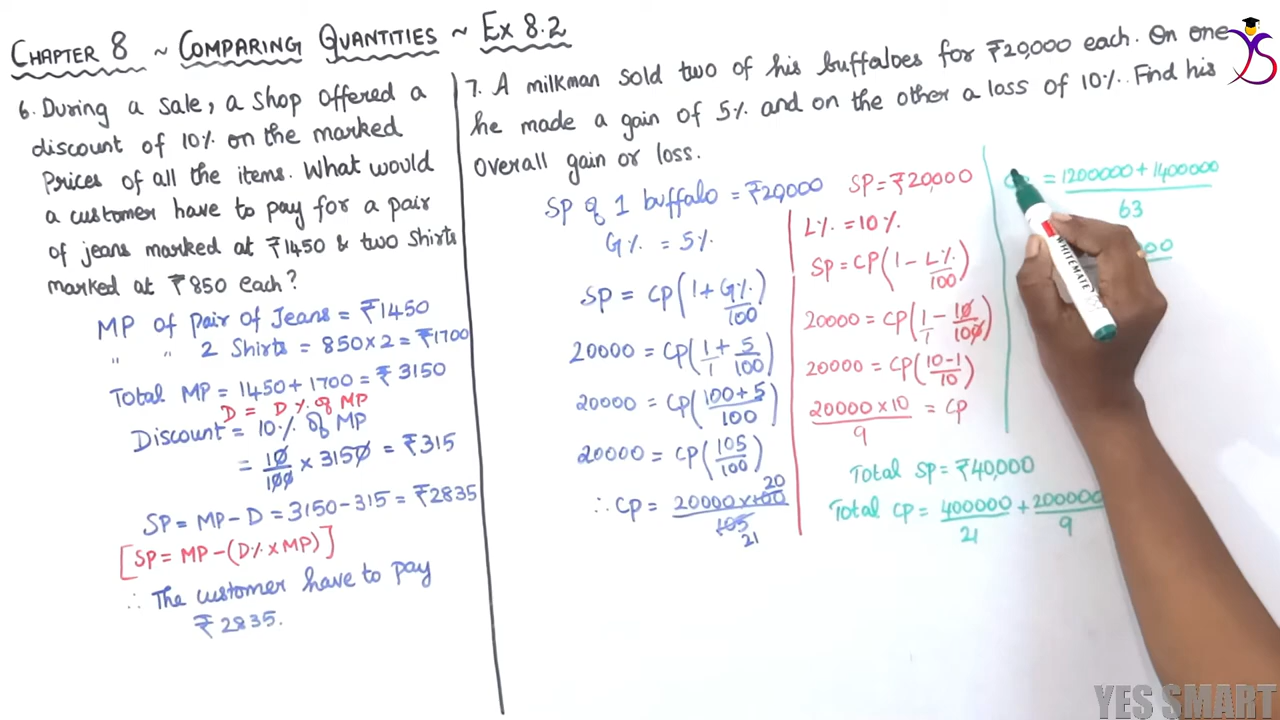 CHAPTER 8 ~ COMPARING QUANTITIES ~ Ex 8.2
6. During a sale, a shop offered a
discount of 10% on the marked
Prices of all the items. What would
a customer have to pay for a pair
of jeans marked at ₹1450 & two shirts
marked at ₹850 each?
MP of pair of Jeans = ₹1450
" " 2 Shirts = 850×2 = ₹1700
Total MP = 1450+1700 = ₹3150
D = D% of MP
Discount = 10% of MP
= 10/100 × 3150 = ₹315
SP = MP-D = 3150-315 = ₹2835
[SP = MP-(D%×MP)]
∴ The customer have to pay
₹2835.
7. A milkman sold two of his buffaloes for ₹20,000 each. On one
he made a gain of 5% and on the other a loss of 10%. Find his
overall gain or loss.
SP of 1 buffalo = ₹20,000
G% = 5%
SP = CP(1 + G%/100)
20000 = CP(1/1 + 5/100)
20000 = CP(100+5/100)
20000 = CP(105/100)
20
∴ CP = 20000×100/105
21
SP = ₹20,000
L% = 10%
SP = CP(1 - L%/100)
20000 = CP(1/1 - 10/100)
20000 = CP(10-1/10)
20000×10/9 = CP
Total SP = ₹40,000
Total CP = 400000/21 + 200000/9
= 1200000+1400000/63
YES SMART